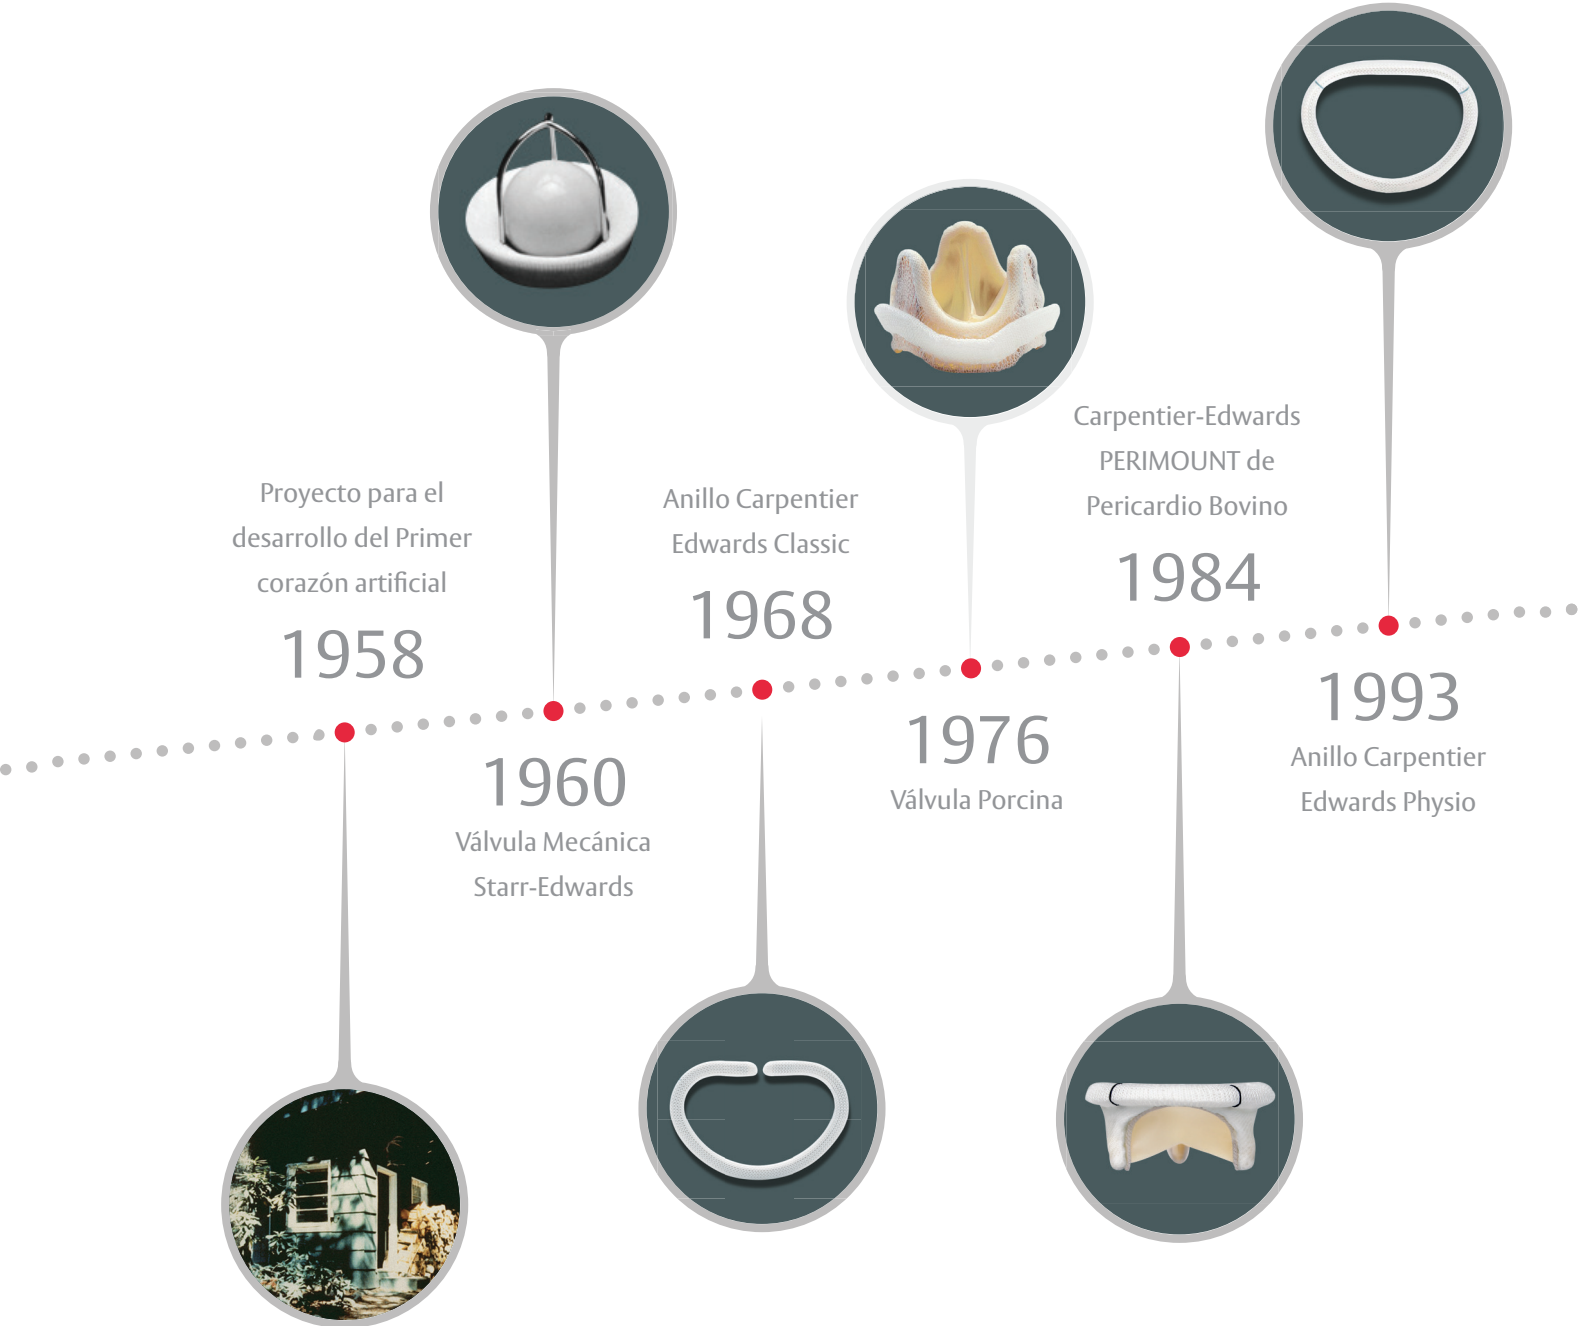 Proyecto para el
desarrollo del Primer
corazón artificial
1958
1960
Válvula Mecánica
Starr-Edwards
Anillo Carpentier
Edwards Classic
1968
1976
Válvula Porcina
Carpentier-Edwards
PERIMOUNT de
Pericardio Bovino
1984
1993
Anillo Carpentier
Edwards Physio